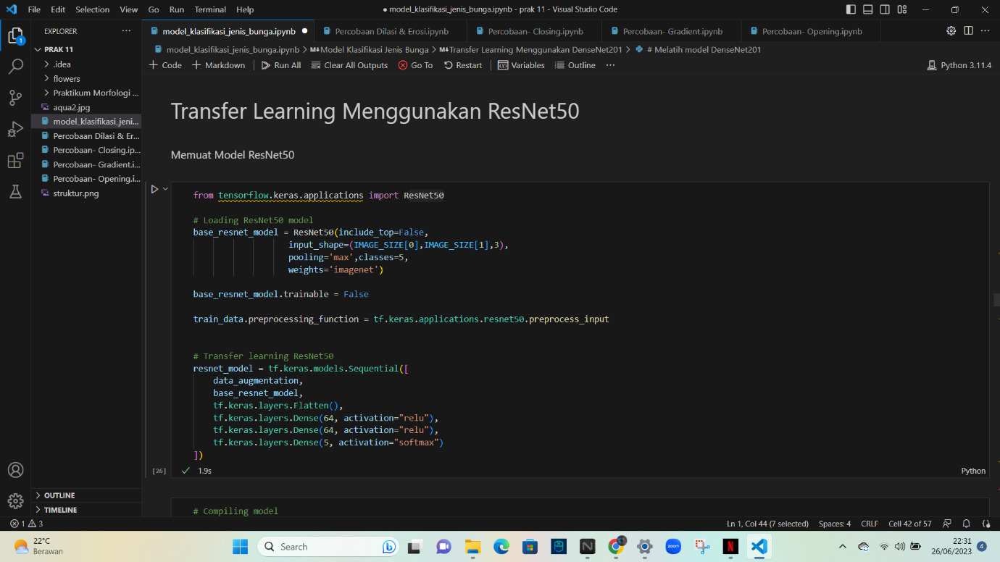 File Edit Selection View Go Run Terminal Help
● model_klasifikasi_jenis_bunga.ipynb - prak 11 - Visual Studio Code
EXPLORER
model_klasifikasi_jenis_bunga.ipynb ●
Percobaan Dilasi & Erosi.ipynb
Percobaan- Closing.ipynb
Percobaan- Gradient.ipynb
Percobaan- Opening.ipynb
model_klasifikasi_jenis_bunga.ipynb > M↓Model Klasifikasi Jenis Bunga > M↓Transfer Learning Menggunakan DenseNet201 > # Melatih model DenseNet201
+ Code + Markdown Run All Clear All Outputs Go To Restart Variables Outline ···
Python 3.11.4
PRAK 11
.idea
flowers
Praktikum Morfologi ...
aqua2.jpg
model_klasifikasi_jeni...
Percobaan Dilasi & Er...
Percobaan- Closing.ip...
Percobaan- Gradient.i...
Percobaan- Opening.i...
struktur.png
OUTLINE
TIMELINE
Transfer Learning Menggunakan ResNet50
Memuat Model ResNet50
from tensorflow.keras.applications import ResNet50
# Loading ResNet50 model
base_resnet_model = ResNet50(include_top=False,
input_shape=(IMAGE_SIZE[0],IMAGE_SIZE[1],3),
pooling='max',classes=5,
weights='imagenet')
base_resnet_model.trainable = False
train_data.preprocessing_function = tf.keras.applications.resnet50.preprocess_input
# Transfer learning ResNet50
resnet_model = tf.keras.models.Sequential([
data_augmentation,
base_resnet_model,
tf.keras.layers.Flatten(),
tf.keras.layers.Dense(64, activation="relu"),
tf.keras.layers.Dense(64, activation="relu"),
tf.keras.layers.Dense(5, activation="softmax")
])
[26] ✓ 1.9s
Python
# Compiling model
1 3
Ln 1, Col 44 (7 selected) Spaces: 4 CRLF Cell 42 of 57
22°C
Berawan
1
Search
zoom
22:31
26/06/2023
4